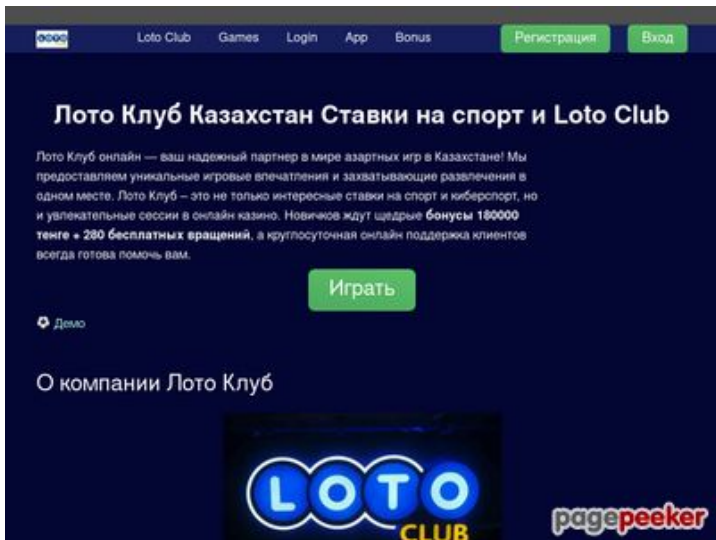 LOTO Loto Club Games Login App Bonus Регистрация Вход
Лото Клуб Казахстан Ставки на спорт и Loto Club
Лото Клуб онлайн — ваш надежный партнер в мире азартных игр в Казахстане! Мы
предоставляем уникальные игровые впечатления и захватывающие развлечения в
одном месте. Лото Клуб – это не только интересные ставки на спорт и киберспорт, но
и увлекательные сессии в онлайн казино. Новичков ждут щедрые бонусы 180000
тенге + 280 бесплатных вращений, а круглосуточная онлайн поддержка клиентов
всегда готова помочь вам.
Играть
Демо
О компании Лото Клуб
LOTO
CLUB
pagepeeker